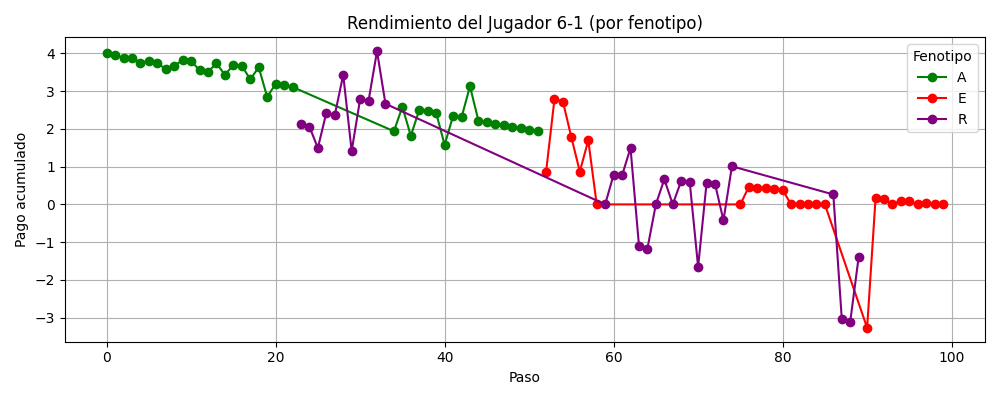 Rendimiento del Jugador 6-1 (por fenotipo)
Fenotipo
A
E
R
Pago acumulado
4
3
2
1
0
−1
−2
−3
0
20
40
60
80
100
Paso